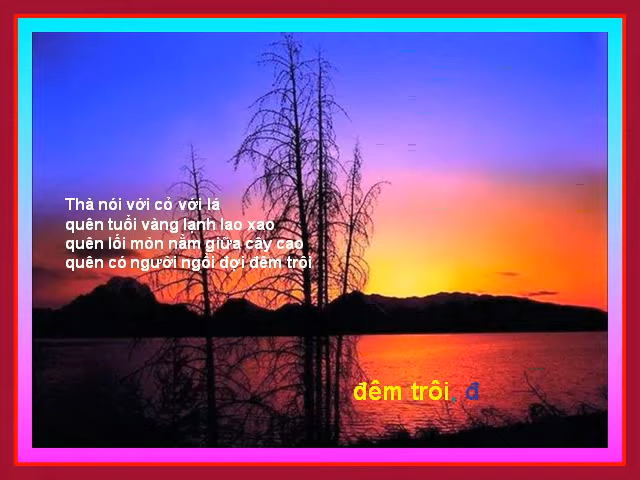 Thà nói với cỏ với lá
quên tuổi vàng lạnh lao xao
quên lối mòn nằm giữa cây cao
quên có người ngồi đợi đêm trôi
đêm trôi, đ